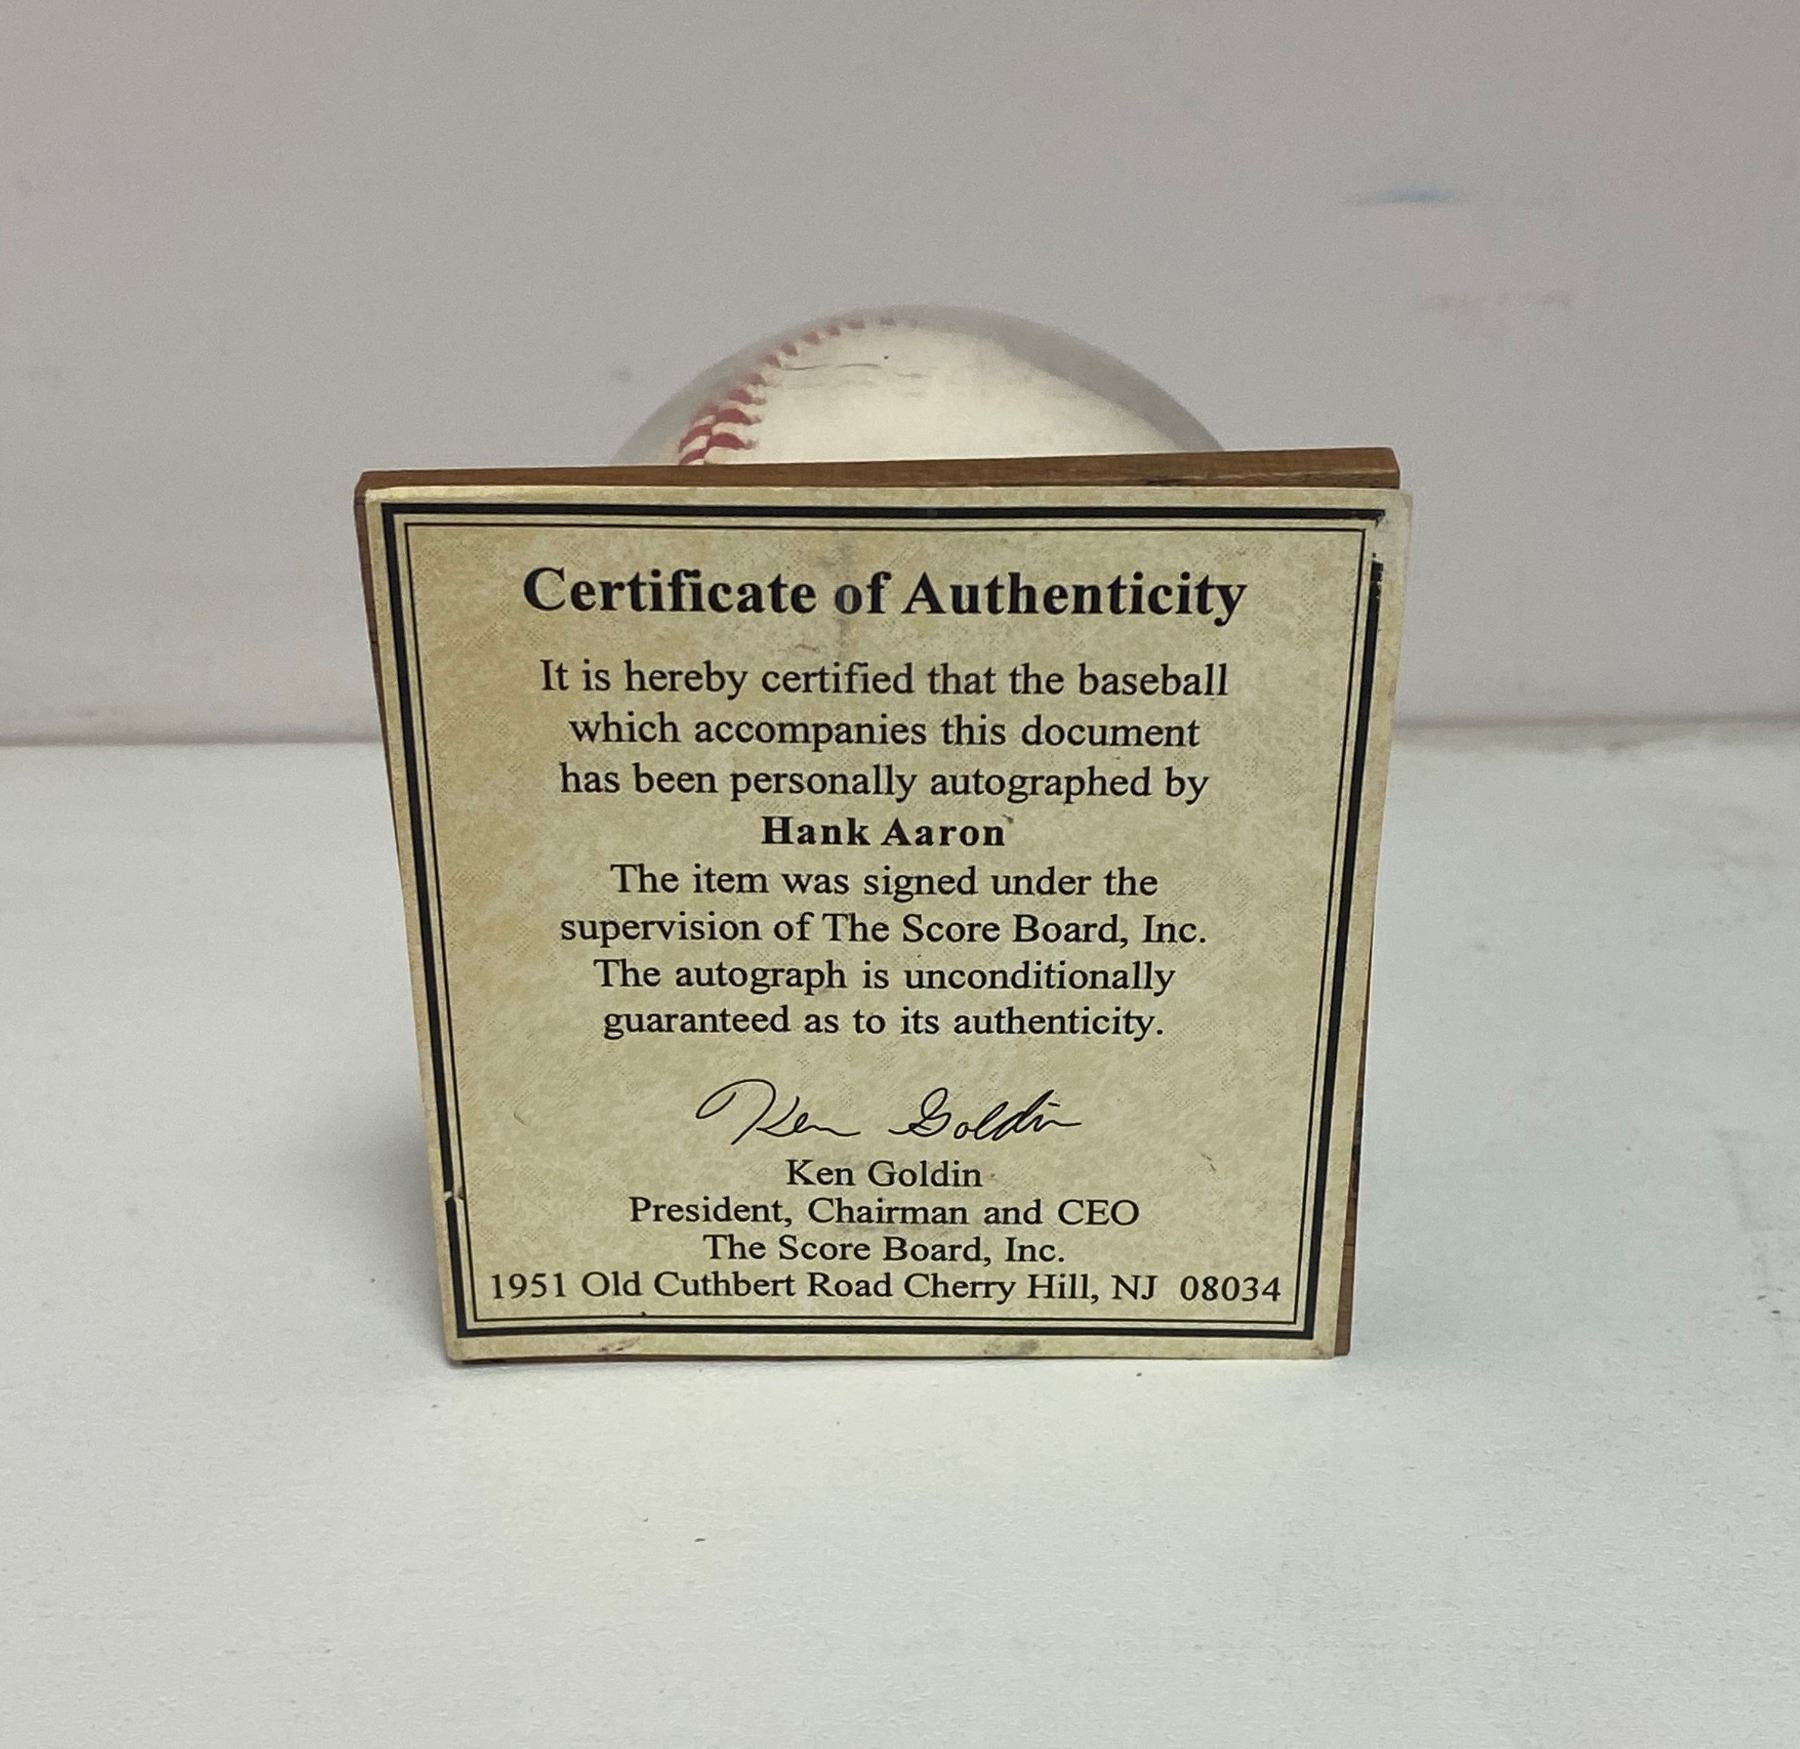 Certificate of Authenticity
It is hereby certified that the baseball
which accompanies this document
has been personally autographed by
Hank Aaron
The item was signed under the
supervision of The Score Board, Inc.
The autograph is unconditionally
guaranteed as to its authenticity.
Ken Goldin
Ken Goldin
President, Chairman and CEO
The Score Board, Inc.
1951 Old Cuthbert Road Cherry Hill, NJ 08034